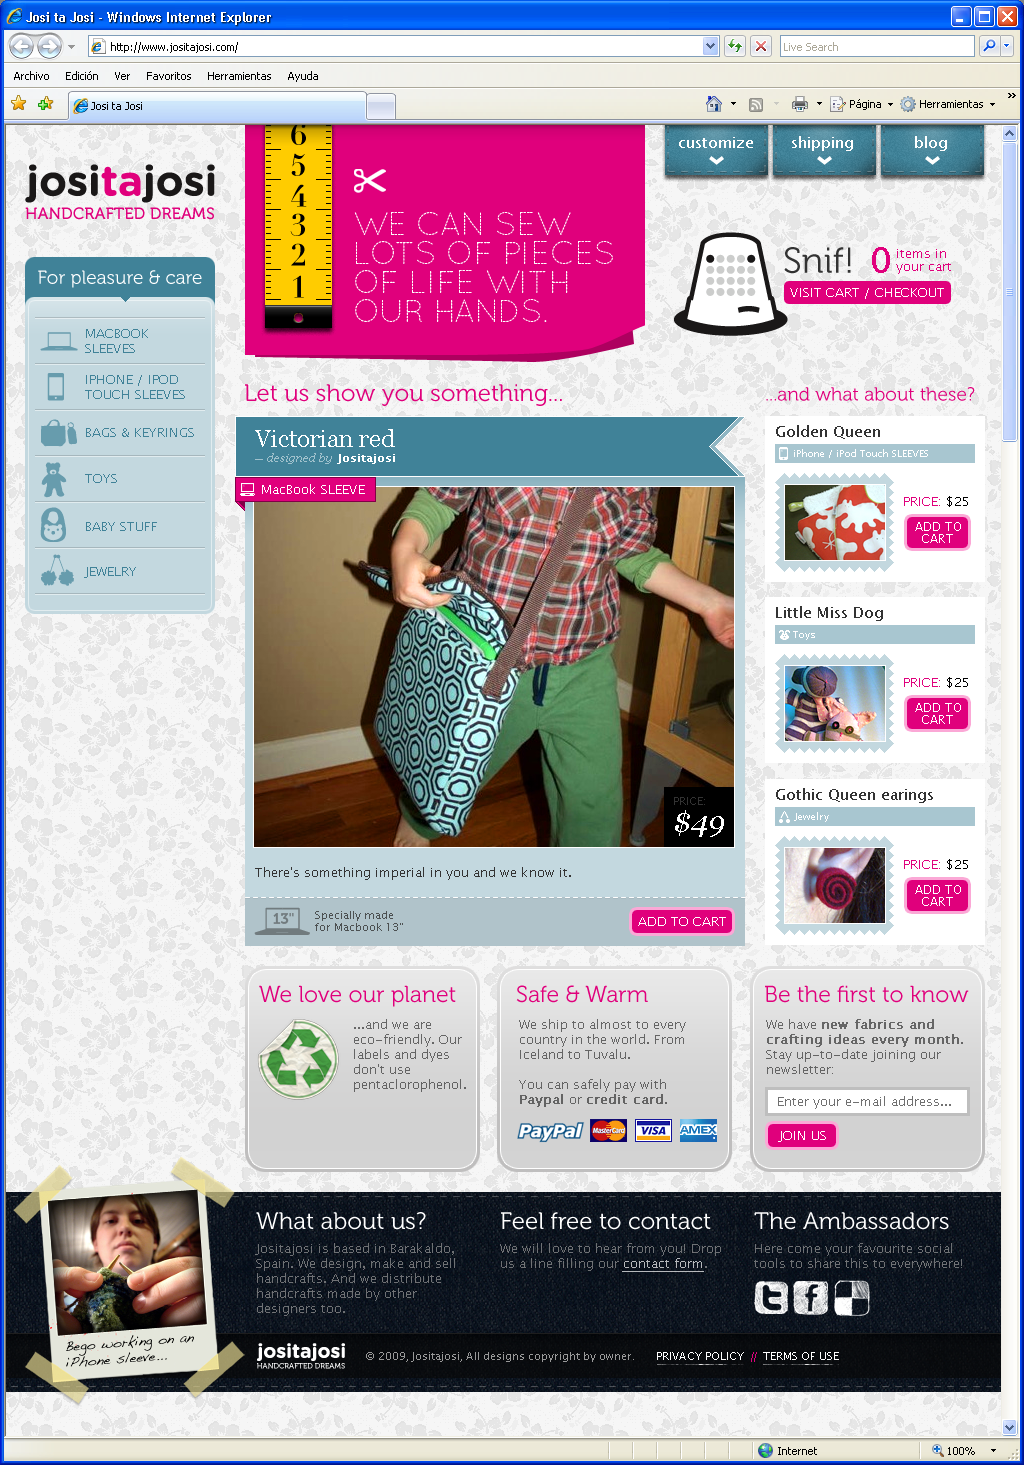 Josi ta Josi - Windows Internet Explorer
http://www.jositajosi.com/
Live Search
Archivo Edición Ver Favoritos Herramientas Ayuda
Josi ta Josi
Página
Herramientas
jositajosi
HANDCRAFTED DREAMS
6
5
4
3
2
1
WE CAN SEW
LOTS OF PIECES
OF LIFE WITH
OUR HANDS.
customize
shipping
blog
Snif! 0 items in
your cart
VISIT CART / CHECKOUT
For pleasure & care
MACBOOK
SLEEVES
IPHONE / IPOD
TOUCH SLEEVES
BAGS & KEYRINGS
TOYS
BABY STUFF
JEWELRY
Let us show you something...
Victorian red
— designed by Jositajosi
MacBook SLEEVE
PRICE:
$49
There's something imperial in you and we know it.
13"
Specially made
for Macbook 13"
ADD TO CART
...and what about these?
Golden Queen
iPhone / iPod Touch SLEEVES
PRICE: $25
ADD TO
CART
Little Miss Dog
Toys
PRICE: $25
ADD TO
CART
Gothic Queen earings
Jewelry
PRICE: $25
ADD TO
CART
We love our planet
...and we are
eco-friendly. Our
labels and dyes
don't use
pentaclorophenol.
Safe & Warm
We ship to almost to every
country in the world. From
Iceland to Tuvalu.
You can safely pay with
Paypal or credit card.
PayPal MasterCard VISA AMEX
Be the first to know
We have new fabrics and
crafting ideas every month.
Stay up-to-date joining our
newsletter:
Enter your e-mail address...
JOIN US
Bego working on an
iPhone sleeve...
What about us?
Jositajosi is based in Barakaldo,
Spain. We design, make and sell
handcrafts. And we distribute
handcrafts made by other
designers too.
Feel free to contact
We will love to hear from you! Drop
us a line filling our contact form.
The Ambassadors
Here come your favourite social
tools to share this to everywhere!
t f
jositajosi
HANDCRAFTED DREAMS
© 2009, Jositajosi, All designs copyright by owner.
PRIVACY POLICY // TERMS OF USE
Internet
100%